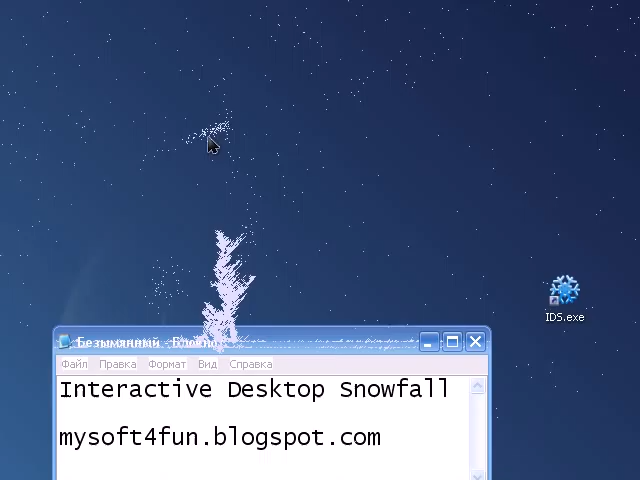 IDS.exe
Безымянный - Блокнот
Файл Правка Формат Вид Справка
Interactive Desktop Snowfall
mysoft4fun.blogspot.com